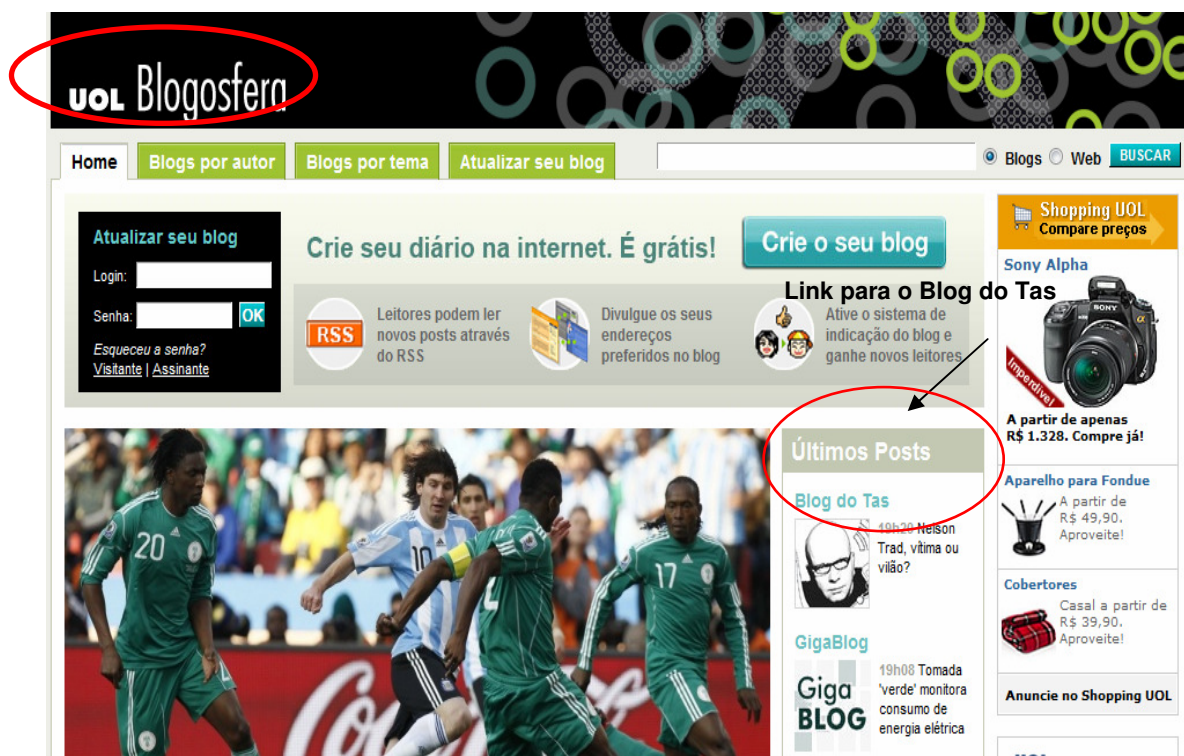 UOL Blogosfera
Home
Blogs por autor
Blogs por tema
Atualizar seu blog
Blogs
Web
BUSCAR
Atualizar seu blog
Login:
Senha:
OK
Esqueceu a senha?
Visitante | Assinante
Crie seu diário na internet. É grátis!
Crie o seu blog
RSS
Leitores podem ler
novos posts através
do RSS
Divulgue os seus
endereços
preferidos no blog
Link para o Blog do Tas
Ative o sistema de
indicação do blog e
ganhe novos leitores
20
10
2
17
Últimos Posts
Blog do Tas
19h20 Nelson
Trad, vítima ou
vilão?
GigaBlog
Giga
BLOG
19h08 Tomada
'verde' monitora
consumo de
energia elétrica
Shopping UOL
Compare preços
Sony Alpha
SONY
α
Imperdível
A partir de apenas
R$ 1.328. Compre já!
Aparelho para Fondue
A partir de
R$ 49,90.
Aproveite!
Cobertores
Casal a partir de
R$ 39,90.
Aproveite!
Anuncie no Shopping UOL